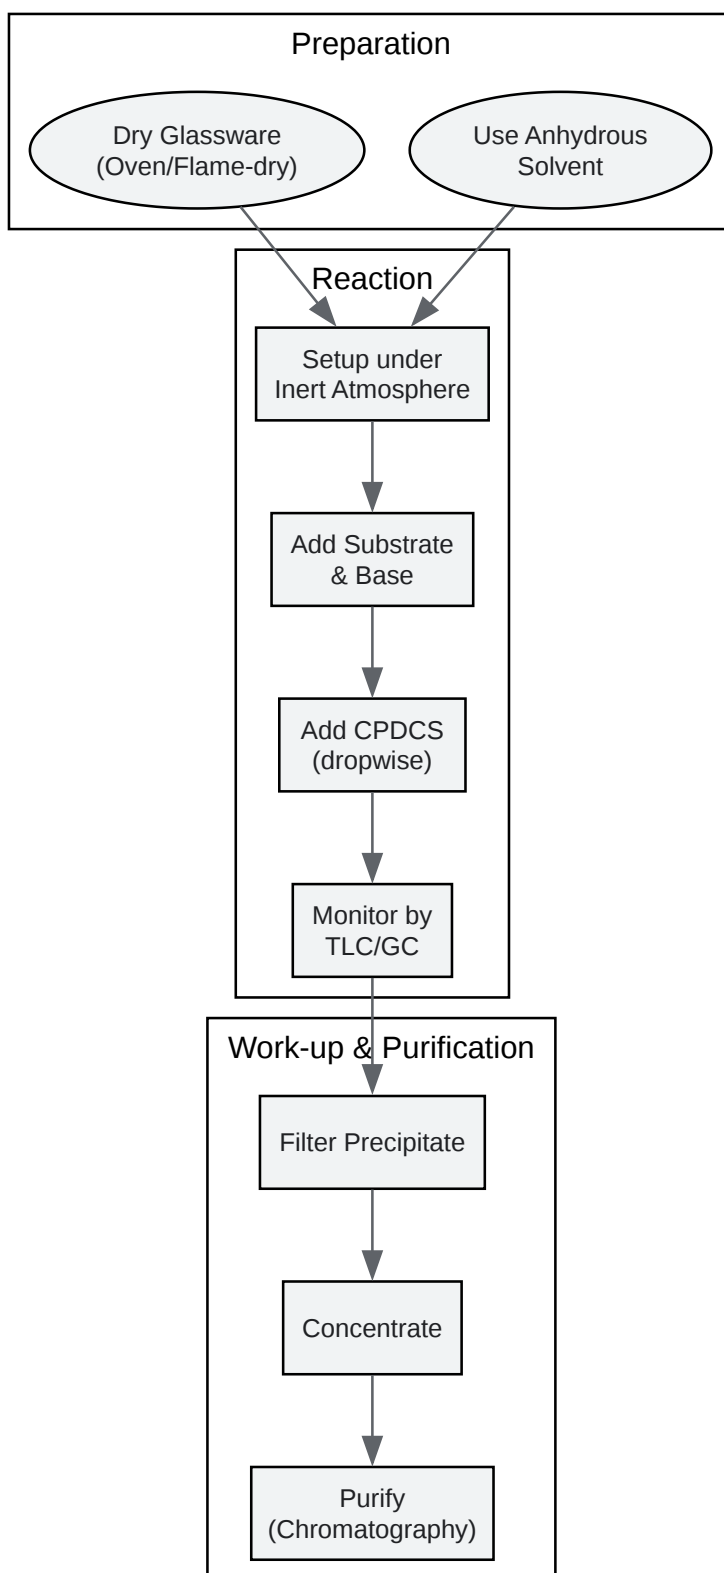 Preparation
Dry Glassware
(Oven/Flame-dry)
Use Anhydrous
Solvent
Reaction
Setup under
Inert Atmosphere
Add Substrate
& Base
Add CPDCS
(dropwise)
Monitor by
TLC/GC
Work-up & Purification
Filter Precipitate
Concentrate
Purify
(Chromatography)